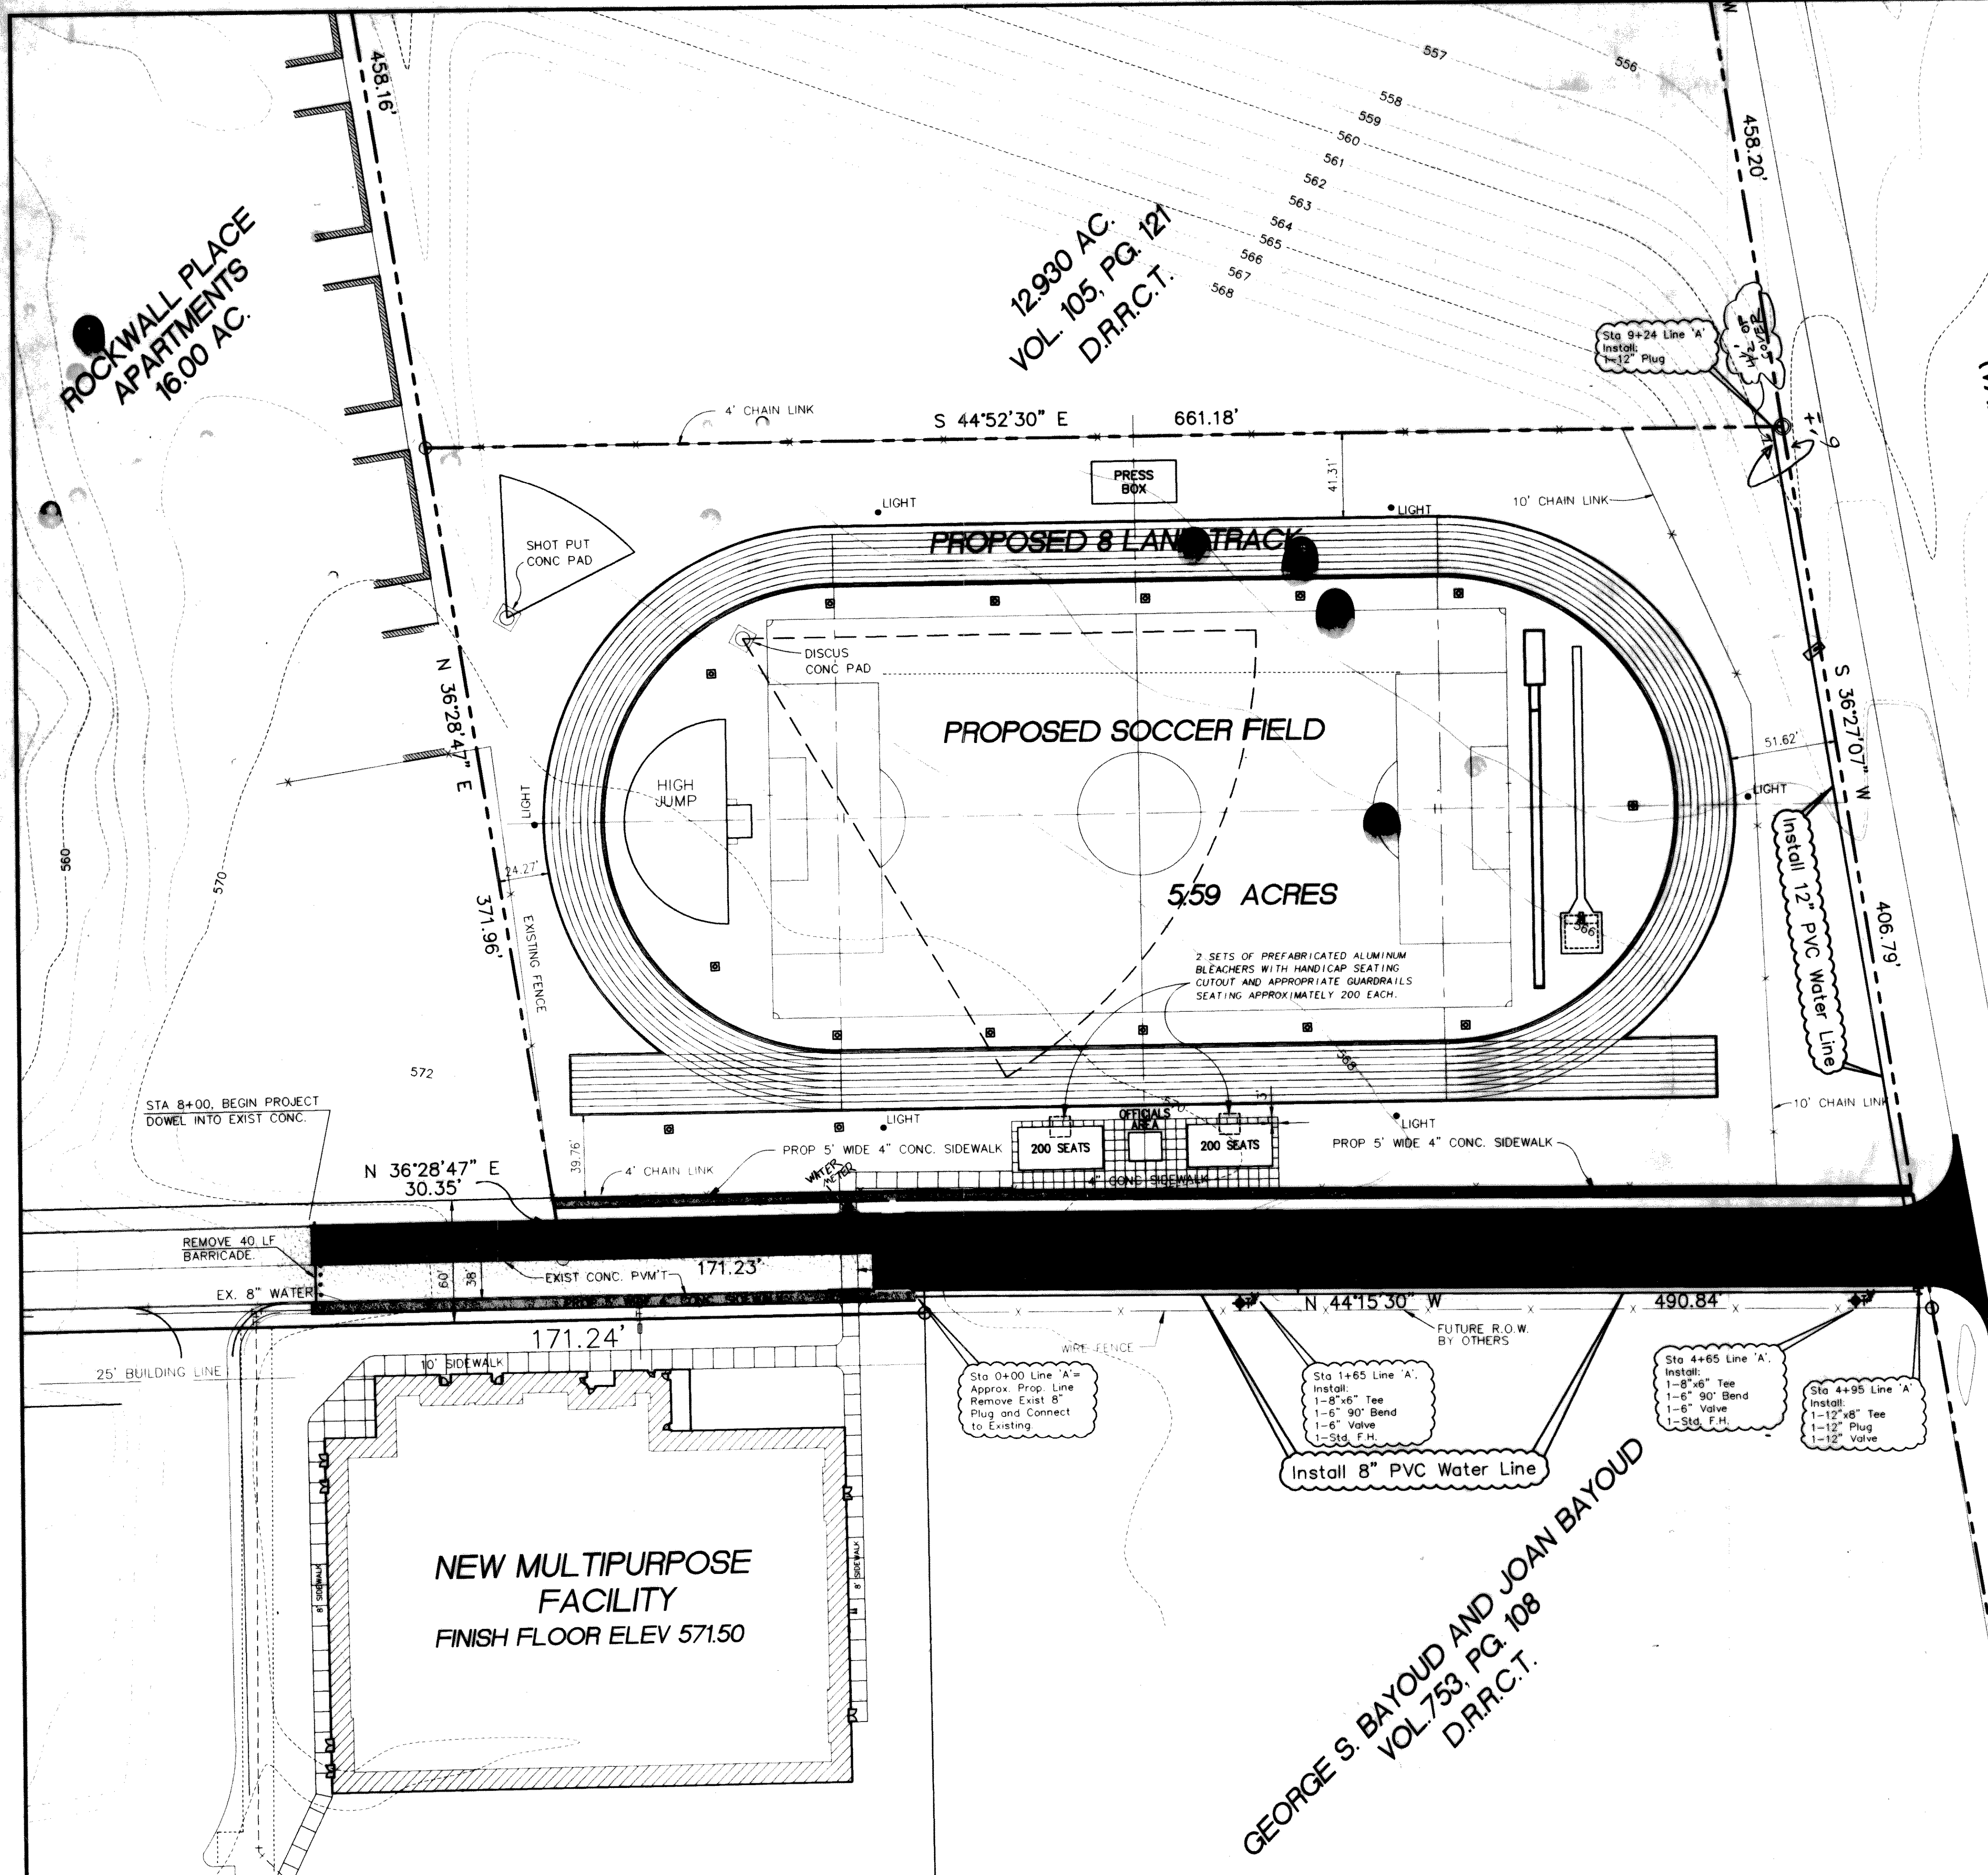 458.16'
557
556
558
559
560
561
562
563
564
565
566
567
568
458.20'
ROCKWALL PLACE
APARTMENTS
16.00 AC.
12.930 AC.
VOL. 105, PG. 121
D.R.R.C.T.
Sta 9+24 Line 'A'
Install:
1-12" Plug
COVER
4' CHAIN LINK
S 44°52'30" E
661.18'
PRESS
BOX
41.31'
10' CHAIN LINK
LIGHT
LIGHT
PROPOSED 8 LANE TRACK
SHOT PUT
CONC PAD
DISCUS
CONC PAD
N 36°28'47" E
S 36°27'07" W
PROPOSED SOCCER FIELD
51.62'
HIGH
JUMP
LIGHT
LIGHT
Install 12" PVC Water Line
560
570
24.27'
371.96'
EXISTING FENCE
5.59 ACRES
566
406.79'
2 SETS OF PREFABRICATED ALUMINUM
BLEACHERS WITH HANDICAP SEATING
CUTOUT AND APPROPRIATE GUARDRAILS
SEATING APPROXIMATELY 200 EACH.
572
568
570
STA 8+00, BEGIN PROJECT
DOWEL INTO EXIST CONC.
10' CHAIN LINK
LIGHT
OFFICIALS
AREA
LIGHT
39.76'
PROP 5' WIDE 4" CONC. SIDEWALK
200 SEATS
200 SEATS
PROP 5' WIDE 4" CONC. SIDEWALK
N 36°28'47" E
30.35'
4' CHAIN LINK
WATER
METER
4" CONC SIDEWALK
REMOVE 40 LF
BARRICADE.
60'
38'
EXIST CONC. PVM'T
171.23'
EX. 8" WATER
N 44°15'30" W
490.84'
FUTURE R.O.W.
BY OTHERS
171.24'
WIRE FENCE
25' BUILDING LINE
10' SIDEWALK
Sta 0+00 Line 'A'=
Approx. Prop. Line
Remove Exist 8"
Plug and Connect
to Existing.
Sta 1+65 Line 'A',
Install:
1-8"x6" Tee
1-6" 90° Bend
1-6" Valve
1-Std. F.H.
Sta 4+65 Line 'A',
Install:
1-8"x6" Tee
1-6" 90° Bend
1-6" Valve
1-Std. F.H.
Sta 4+95 Line 'A'
Install:
1-12"x8" Tee
1-12" Plug
1-12" Valve
Install 8" PVC Water Line
NEW MULTIPURPOSE
FACILITY
FINISH FLOOR ELEV 571.50
8' SIDEWALK
8' SIDEWALK
GEORGE S. BAYOUD AND JOAN BAYOUD
VOL.753, PG. 108
D.R.R.C.T.